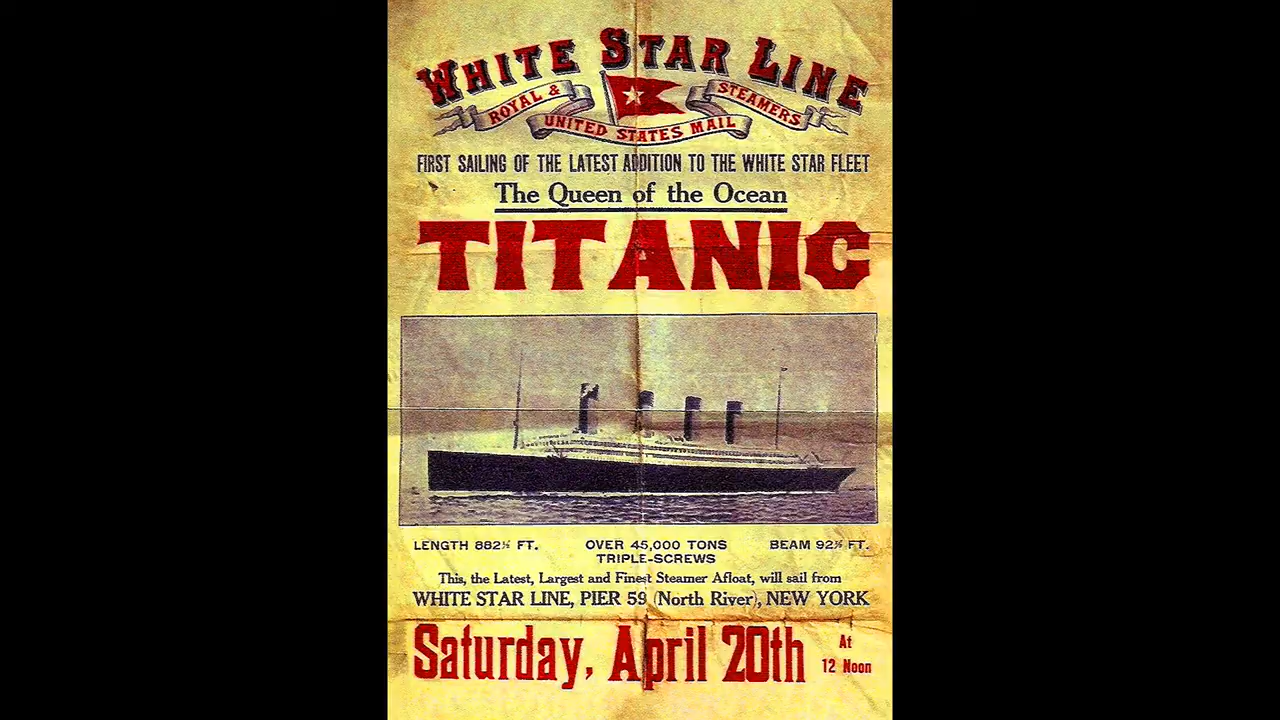 WHITE STAR LINE
ROYAL & UNITED STATES MAIL STEAMERS
FIRST SAILING OF THE LATEST ADDITION TO THE WHITE STAR FLEET
The Queen of the Ocean
TITANIC
LENGTH 882½ FT. OVER 45,000 TONS BEAM 92½ FT.
TRIPLE-SCREWS
This, the Latest, Largest and Finest Steamer Afloat, will sail from
WHITE STAR LINE, PIER 59 (North River), NEW YORK
Saturday, April 20th At 12 Noon